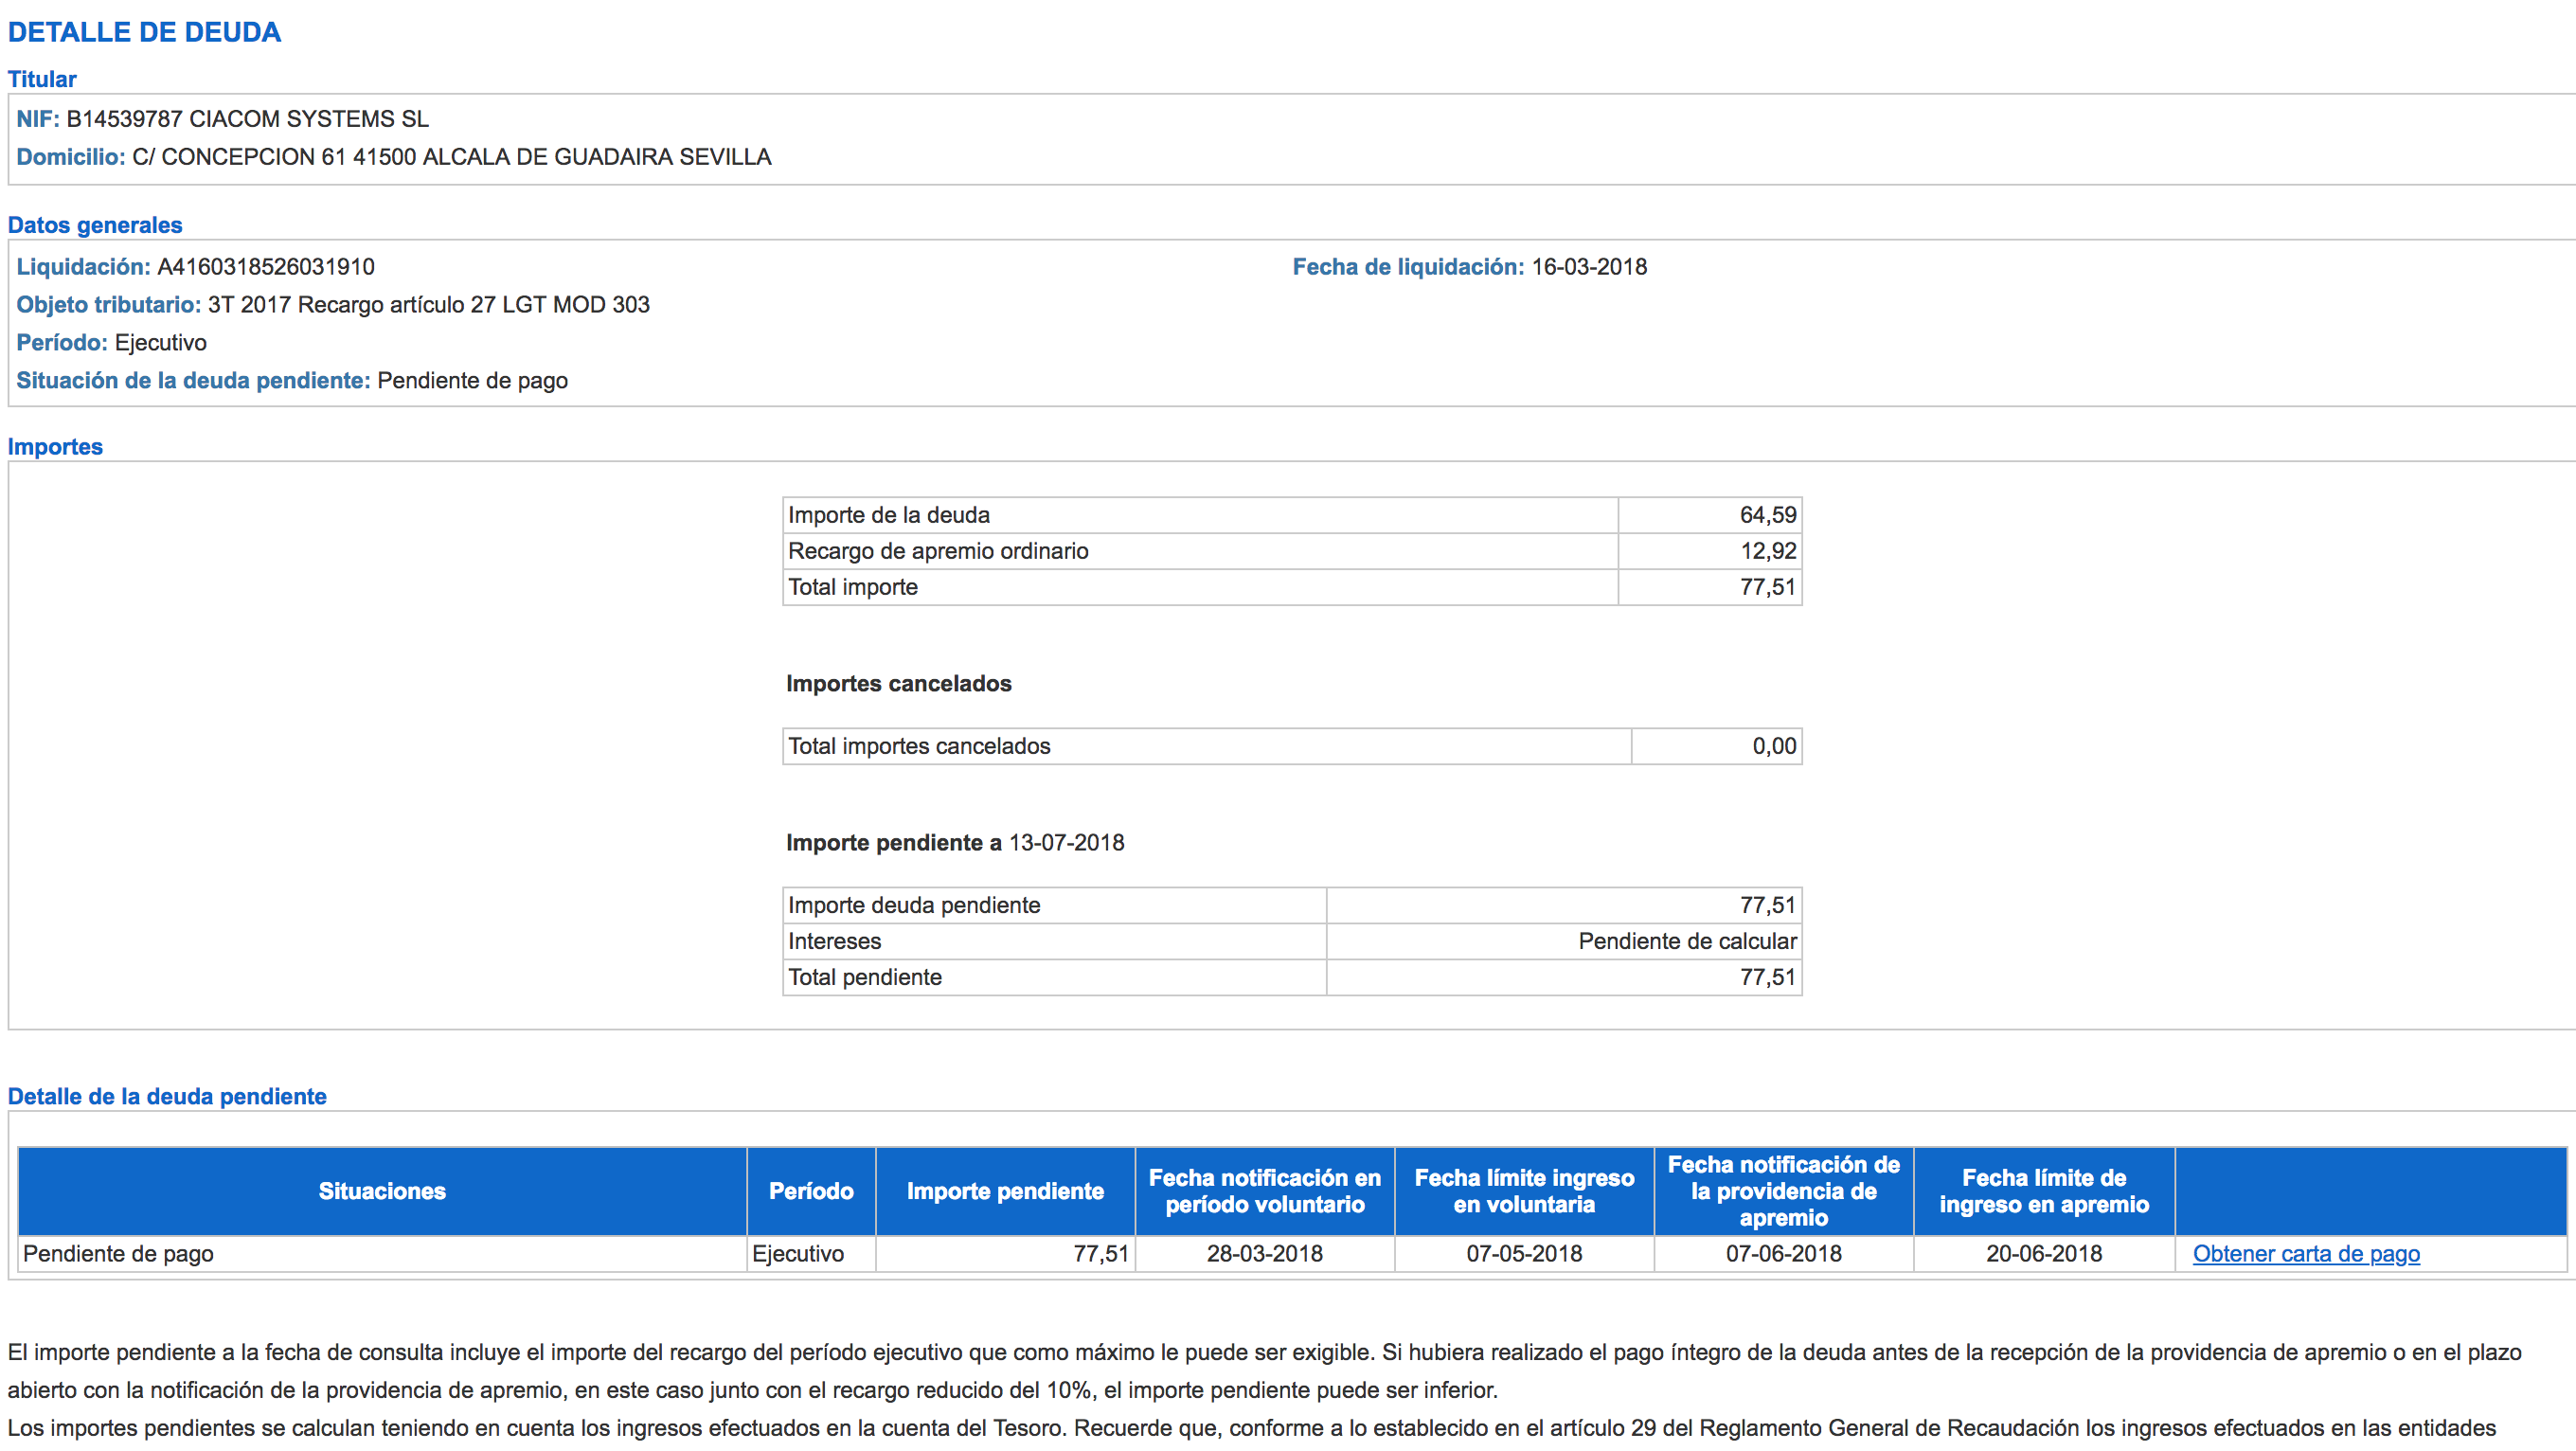 DETALLE DE DEUDA
Titular
NIF: B14539787 CIACOM SYSTEMS SL
Domicilio: C/ CONCEPCION 61 41500 ALCALA DE GUADAIRA SEVILLA
Datos generales
Liquidación: A4160318526031910 Fecha de liquidación: 16-03-2018
Objeto tributario: 3T 2017 Recargo artículo 27 LGT MOD 303
Período: Ejecutivo
Situación de la deuda pendiente: Pendiente de pago
Importes
Importe de la deuda 64,59
Recargo de apremio ordinario 12,92
Total importe 77,51
Importes cancelados
Total importes cancelados 0,00
Importe pendiente a 13-07-2018
Importe deuda pendiente 77,51
Intereses Pendiente de calcular
Total pendiente 77,51
Detalle de la deuda pendiente
Situaciones Período Importe pendiente Fecha notificación en período voluntario Fecha límite ingreso en voluntaria Fecha notificación de la providencia de apremio Fecha límite de ingreso en apremio
Pendiente de pago Ejecutivo 77,51 28-03-2018 07-05-2018 07-06-2018 20-06-2018 Obtener carta de pago
El importe pendiente a la fecha de consulta incluye el importe del recargo del período ejecutivo que como máximo le puede ser exigible. Si hubiera realizado el pago íntegro de la deuda antes de la recepción de la providencia de apremio o en el plazo
abierto con la notificación de la providencia de apremio, en este caso junto con el recargo reducido del 10%, el importe pendiente puede ser inferior.
Los importes pendientes se calculan teniendo en cuenta los ingresos efectuados en la cuenta del Tesoro. Recuerde que, conforme a lo establecido en el artículo 29 del Reglamento General de Recaudación los ingresos efectuados en las entidades